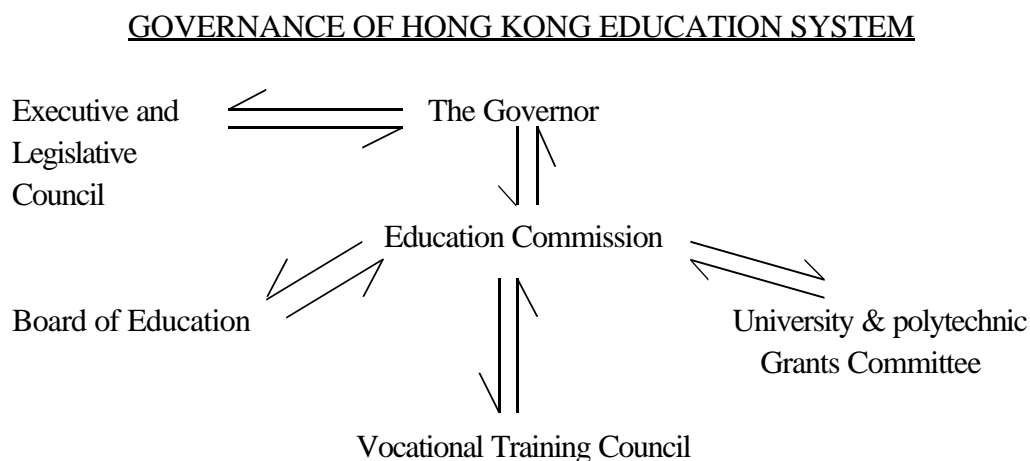 GOVERNANCE OF HONG KONG EDUCATION SYSTEM
Executive and
Legislative
Council
The Governor
Education Commission
Board of Education
University & polytechnic
Grants Committee
Vocational Training Council